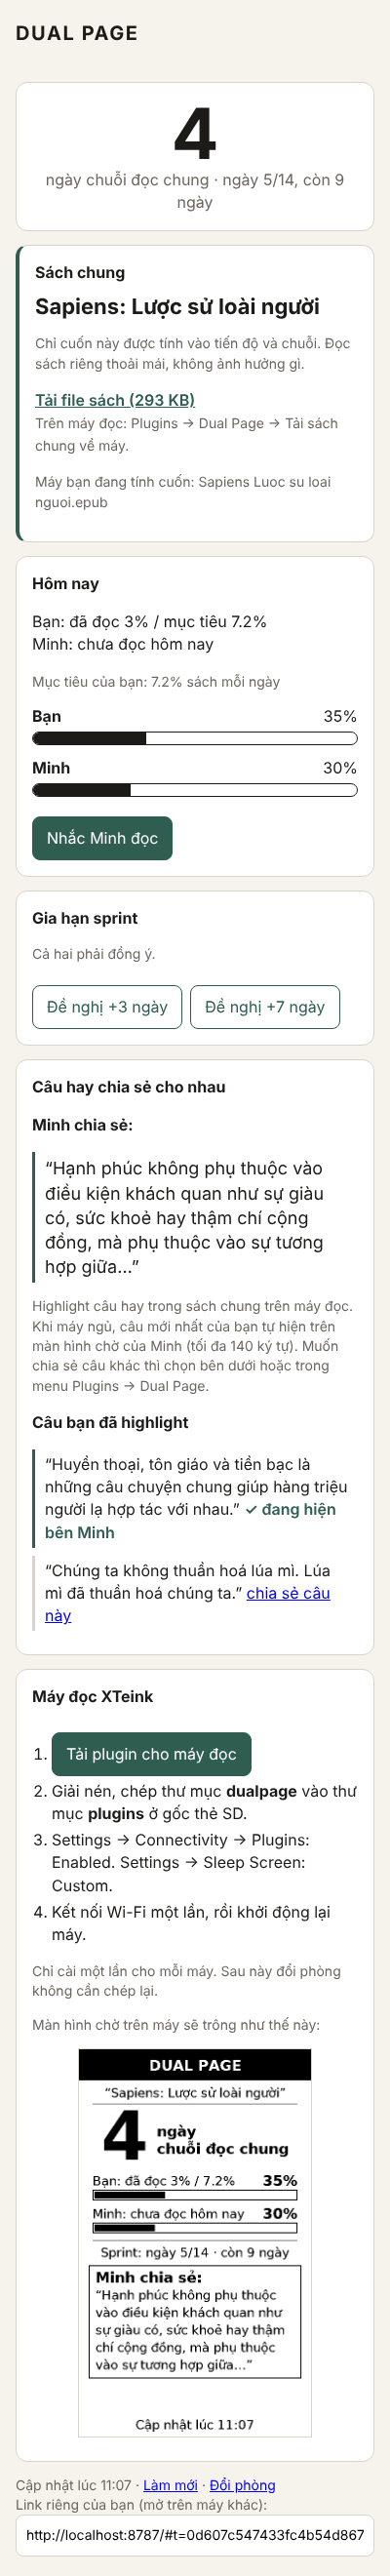 DUAL PAGE
4
ngày chuỗi đọc chung · ngày 5/14, còn 9
ngày
Sách chung
Sapiens: Lược sử loài người
Chỉ cuốn này được tính vào tiến độ và chuỗi. Đọc
sách riêng thoải mái, không ảnh hưởng gì.
Tải file sách (293 KB)
Trên máy đọc: Plugins → Dual Page → Tải sách
chung về máy.
Máy bạn đang tính cuốn: Sapiens Luoc su loai
nguoi.epub
Hôm nay
Bạn: đã đọc 3% / mục tiêu 7.2%
Minh: chưa đọc hôm nay
Mục tiêu của bạn: 7.2% sách mỗi ngày
Bạn 35%
Minh 30%
Nhắc Minh đọc
Gia hạn sprint
Cả hai phải đồng ý.
Đề nghị +3 ngày Đề nghị +7 ngày
Câu hay chia sẻ cho nhau
Minh chia sẻ:
“Hạnh phúc không phụ thuộc vào
điều kiện khách quan như sự giàu
có, sức khoẻ hay thậm chí cộng
đồng, mà phụ thuộc vào sự tương
hợp giữa…”
Highlight câu hay trong sách chung trên máy đọc.
Khi máy ngủ, câu mới nhất của bạn tự hiện trên
màn hình chờ của Minh (tối đa 140 ký tự). Muốn
chia sẻ câu khác thì chọn bên dưới hoặc trong
menu Plugins → Dual Page.
Câu bạn đã highlight
“Huyền thoại, tôn giáo và tiền bạc là
những câu chuyện chung giúp hàng triệu
người lạ hợp tác với nhau.” ✓ đang hiện
bên Minh
“Chúng ta không thuần hoá lúa mì. Lúa
mì đã thuần hoá chúng ta.” chia sẻ câu
này
Máy đọc XTeink
1. Tải plugin cho máy đọc
2. Giải nén, chép thư mục dualpage vào thư
mục plugins ở gốc thẻ SD.
3. Settings → Connectivity → Plugins:
Enabled. Settings → Sleep Screen:
Custom.
4. Kết nối Wi-Fi một lần, rồi khởi động lại
máy.
Chỉ cài một lần cho mỗi máy. Sau này đổi phòng
không cần chép lại.
Màn hình chờ trên máy sẽ trông như thế này:
DUAL PAGE
“Sapiens: Lược sử loài người”
4 ngày
chuỗi đọc chung
Bạn: đã đọc 3% / 7.2% 35%
Minh: chưa đọc hôm nay 30%
Sprint: ngày 5/14 · còn 9 ngày
Minh chia sẻ:
“Hạnh phúc không phụ thuộc
vào điều kiện khách quan như
sự giàu có, sức khoẻ hay thậm
chí cộng đồng, mà phụ thuộc
vào sự tương hợp giữa…”
Cập nhật lúc 11:07
Cập nhật lúc 11:07 · Làm mới · Đổi phòng
Link riêng của bạn (mở trên máy khác):
http://localhost:8787/#t=0d607c547433fc4b54d867